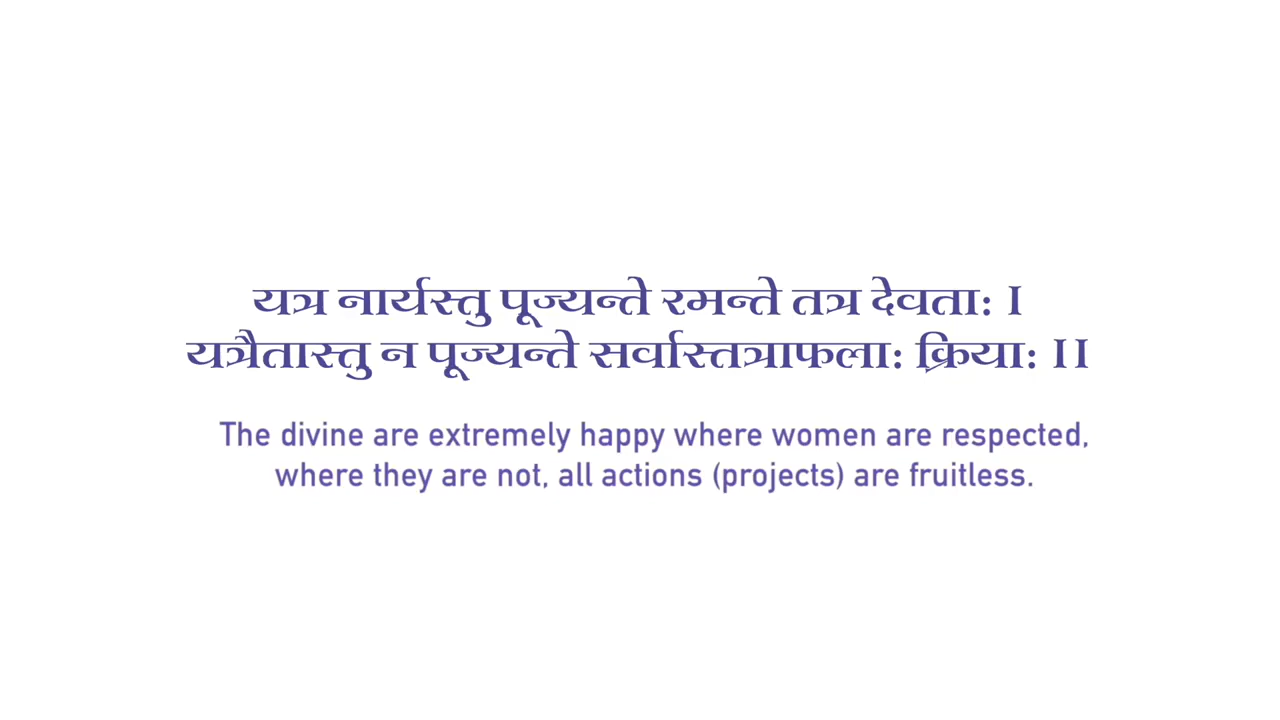 यत्र नार्यस्तु पूज्यन्ते रमन्ते तत्र देवताः I
यत्रैतास्तु न पूज्यन्ते सर्वास्तत्राफलाः क्रियाः II
The divine are extremely happy where women are respected,
where they are not, all actions (projects) are fruitless.